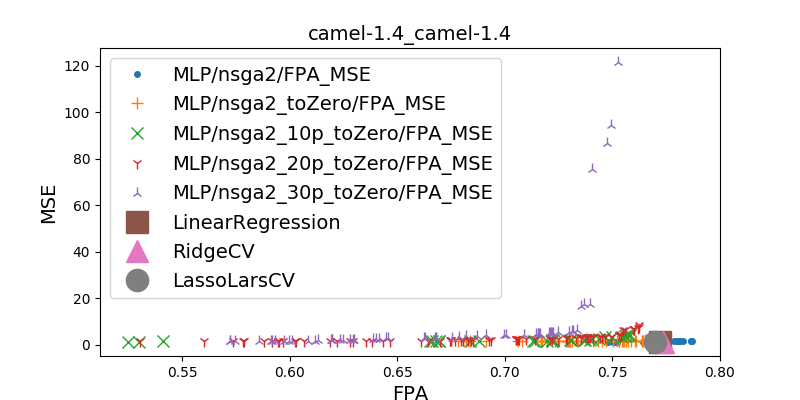 camel-1.4_camel-1.4
MLP/nsga2/FPA_MSE
MLP/nsga2_toZero/FPA_MSE
MLP/nsga2_10p_toZero/FPA_MSE
MLP/nsga2_20p_toZero/FPA_MSE
MLP/nsga2_30p_toZero/FPA_MSE
LinearRegression
RidgeCV
LassoLarsCV
MSE
120
100
80
60
40
20
0
0.55 0.60 0.65 0.70 0.75 0.80
FPA